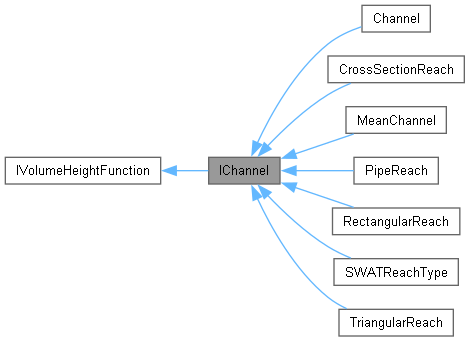 Channel
CrossSectionReach
MeanChannel
IVolumeHeightFunction
IChannel
PipeReach
RectangularReach
SWATReachType
TriangularReach